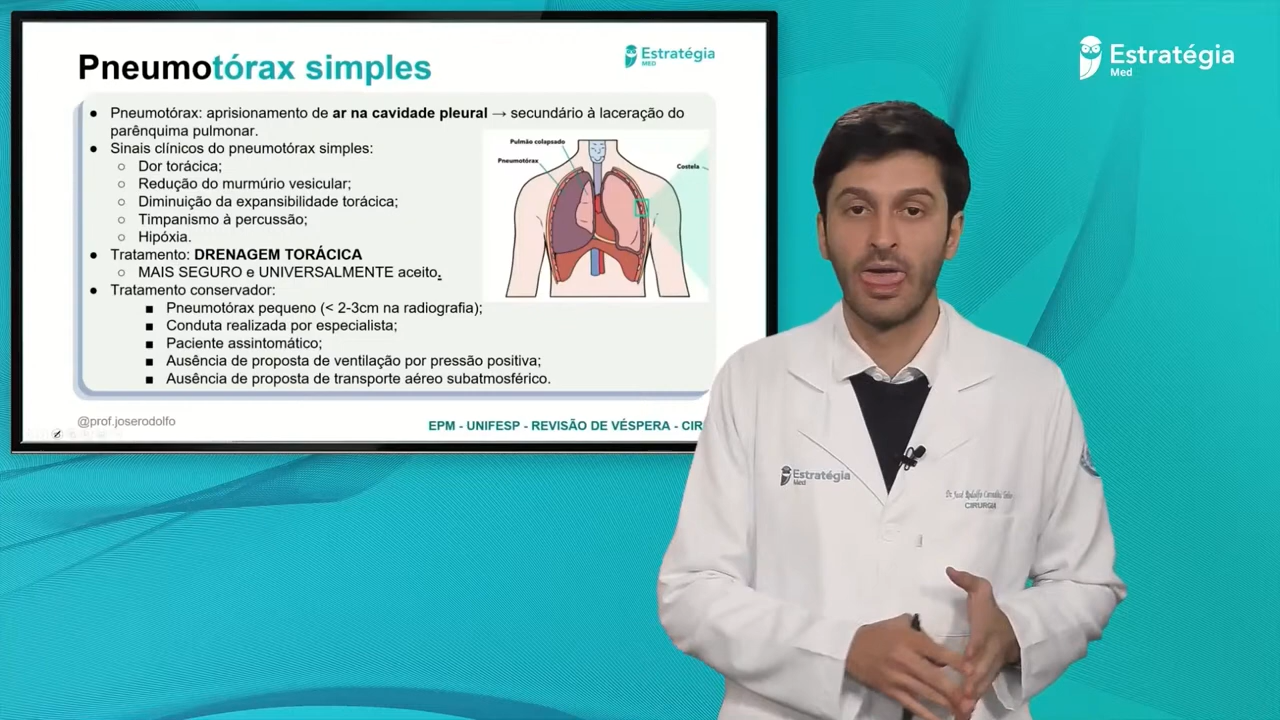 Pneumotórax simples
Estratégia
MED
● Pneumotórax: aprisionamento de ar na cavidade pleural → secundário à laceração do
parênquima pulmonar.
● Sinais clínicos do pneumotórax simples:
○ Dor torácica;
○ Redução do murmúrio vesicular;
○ Diminuição da expansibilidade torácica;
○ Timpanismo à percussão;
○ Hipóxia.
● Tratamento: DRENAGEM TORÁCICA
○ MAIS SEGURO e UNIVERSALMENTE aceito.
● Tratamento conservador:
■ Pneumotórax pequeno (< 2-3cm na radiografia);
■ Conduta realizada por especialista;
■ Paciente assintomático;
■ Ausência de proposta de ventilação por pressão positiva;
■ Ausência de proposta de transporte aéreo subatmosférico.
Pulmão colapsado
Pneumotórax
Costela
@prof.joserodolfo
EPM - UNIFESP - REVISÃO DE VÉSPERA - CIR
Estratégia
Med
Estratégia
Med
Dr. José Rodolfo Carvalho
CIRURGIA